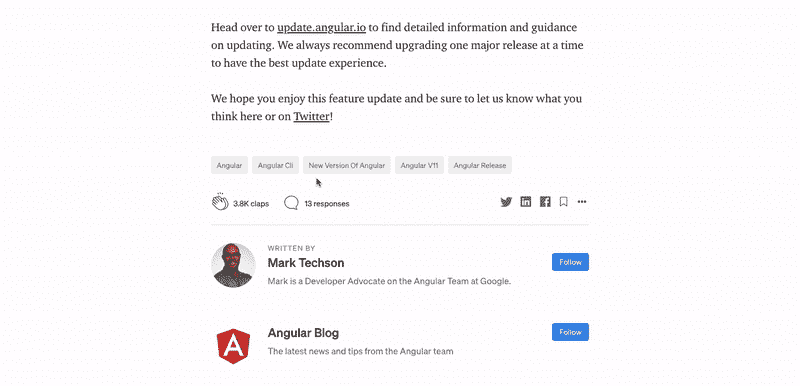 Head over to update.angular.io to find detailed information and guidance
on updating. We always recommend upgrading one major release at a time
to have the best update experience.
We hope you enjoy this feature update and be sure to let us know what you
think here or on Twitter!
Angular Angular Cli New Version Of Angular Angular V11 Angular Release
3.8K claps 13 responses
WRITTEN BY
Mark Techson
Follow
Mark is a Developer Advocate on the Angular Team at Google.
Angular Blog
Follow
The latest news and tips from the Angular team